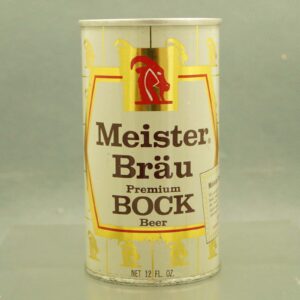 Meister®
Bräu
Premium
BOCK
Beer
NET 12 FL. OZ.